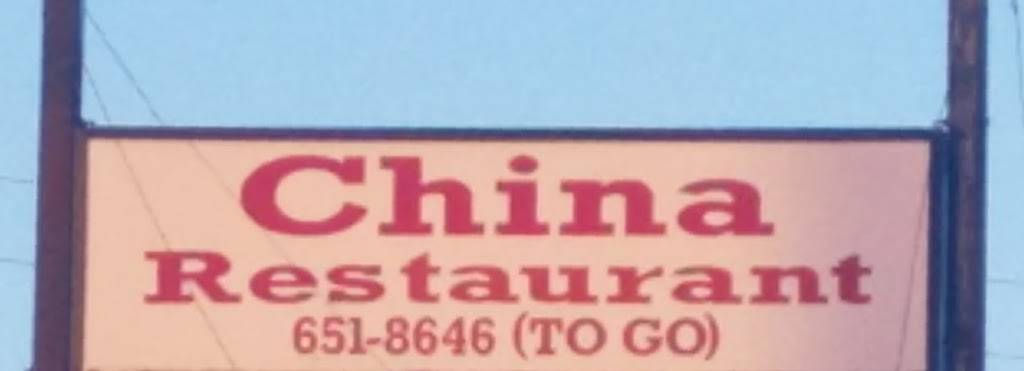 China
Restaurant
651-8646 (TO GO)